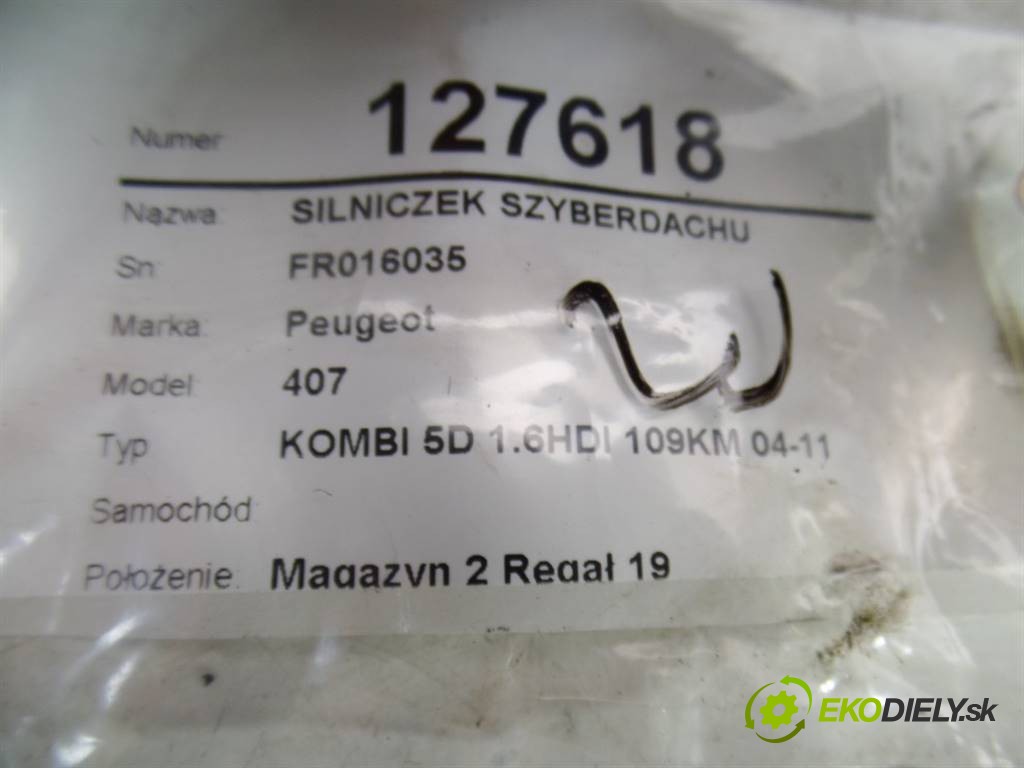 Numer 127618
Nazwa: SILNICZEK SZYBERDACHU
Sn: FR016035
Marka: Peugeot
Model: 407
Typ KOMBI 5D 1.6HDI 109KM 04-11
Samochód:
Położenie: Magazyn 2 Regał 19
EKODIELY.sk